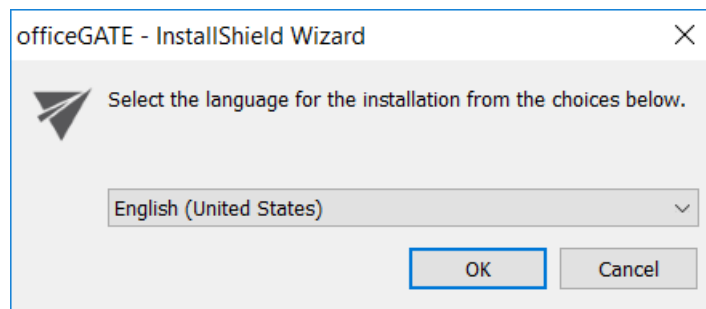 officeGATE - InstallShield Wizard
Select the language for the installation from the choices below.
English (United States)
OK
Cancel